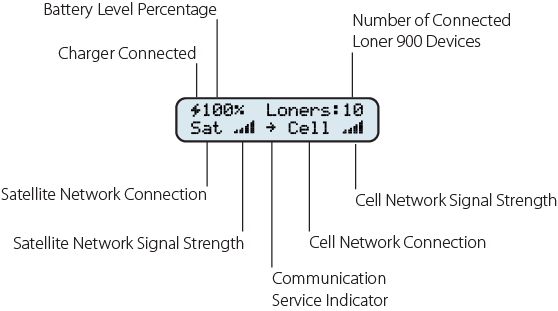 Battery Level Percentage
Number of Connected
Loner 900 Devices
Charger Connected
⚡100% Loners:10
Sat → Cell
Satellite Network Connection
Cell Network Signal Strength
Satellite Network Signal Strength
Cell Network Connection
Communication
Service Indicator